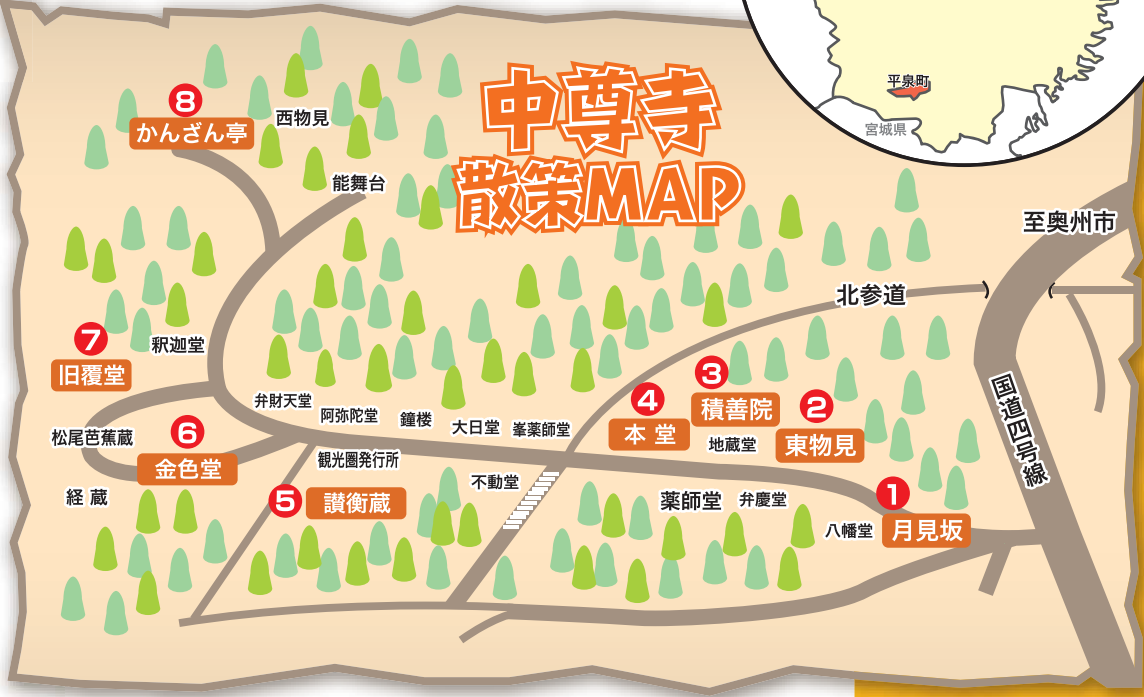 中尊寺
散策MAP
平泉町
宮城県
8
かんざん亭
西物見
能舞台
至奥州市
北参道
7
釈迦堂
旧覆堂
3
積善院
4
本堂
2
東物見
国道四号線
弁財天堂
阿弥陀堂
鐘楼
大日堂
峯薬師堂
地蔵堂
松尾芭蕉蔵
6
金色堂
観光圏発行所
不動堂
経蔵
5
讃衡蔵
薬師堂
弁慶堂
八幡堂
1
月見坂